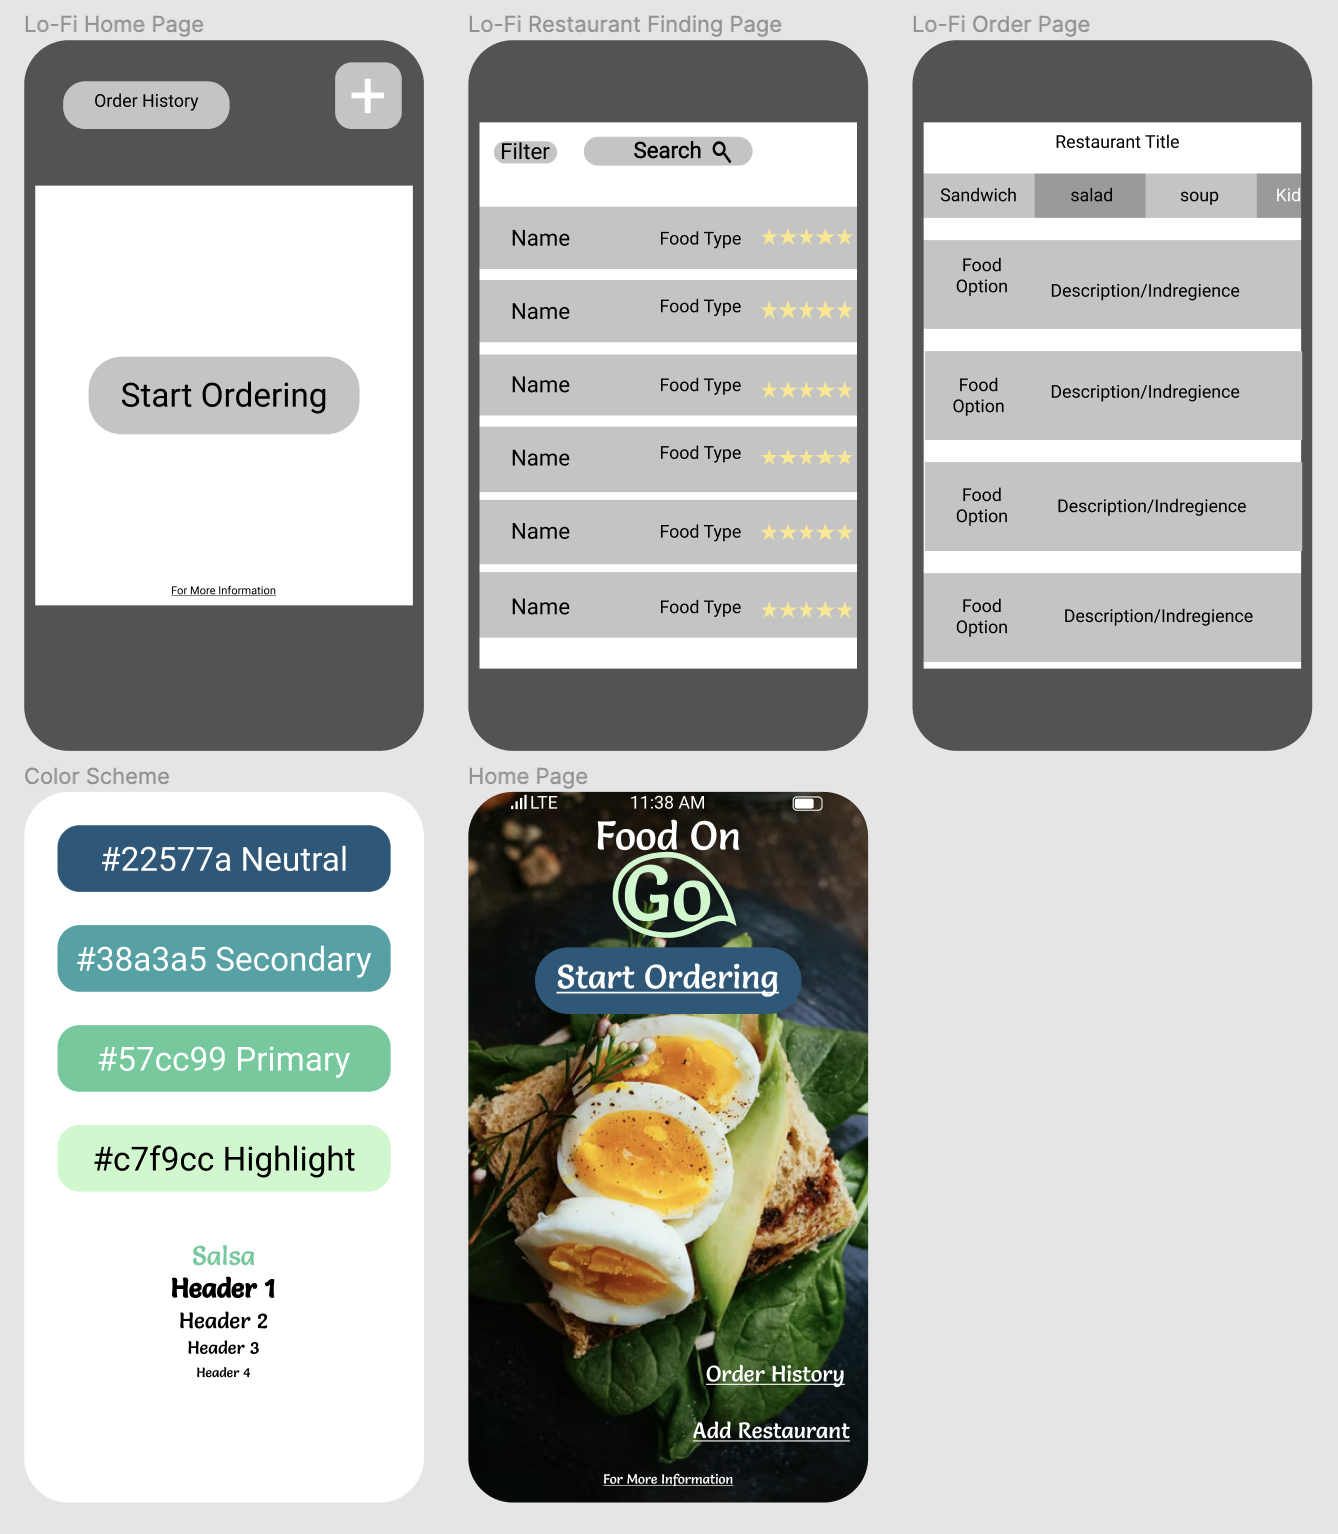 Lo-Fi Home Page
Order History
Start Ordering
For More Information
Lo-Fi Restaurant Finding Page
Filter
Search
Name Food Type
Name Food Type
Name Food Type
Name Food Type
Name Food Type
Name Food Type
Lo-Fi Order Page
Restaurant Title
Sandwich salad soup Kid
Food
Option
Description/Indregience
Food
Option
Description/Indregience
Food
Option
Description/Indregience
Food
Option
Description/Indregience
Color Scheme
#22577a Neutral
#38a3a5 Secondary
#57cc99 Primary
#c7f9cc Highlight
Salsa
Header 1
Header 2
Header 3
Header 4
Home Page
LTE 11:38 AM
Food On
Go
Start Ordering
Order History
Add Restaurant
For More Information